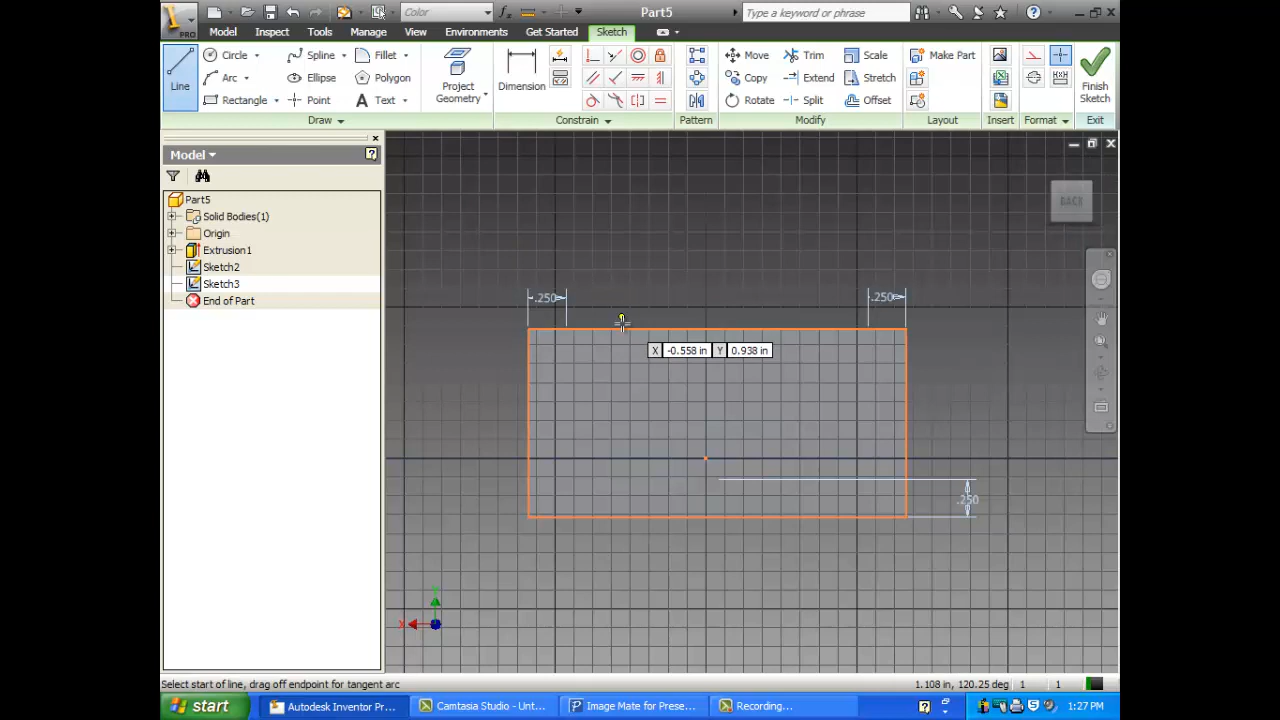 Color
Part5
Type a keyword or phrase
PRO
Model
Inspect
Tools
Manage
View
Environments
Get Started
Sketch
Line
Circle
Arc
Rectangle
Spline
Ellipse
Point
Fillet
Polygon
Text
Project Geometry
Dimension
Move
Copy
Rotate
Trim
Extend
Split
Scale
Stretch
Offset
Make Part
Finish Sketch
Draw
Constrain
Pattern
Modify
Layout
Insert
Format
Exit
Model
Part5
Solid Bodies(1)
Origin
Extrusion1
Sketch2
Sketch3
End of Part
BACK
.250
.250
X -0.558 in Y 0.938 in
.250
X
Select start of line, drag off endpoint for tangent arc
1.108 in, 120.25 deg 1 1
start
Autodesk Inventor Pr...
Camtasia Studio - Unt...
Image Mate for Prese...
Recording...
1:27 PM